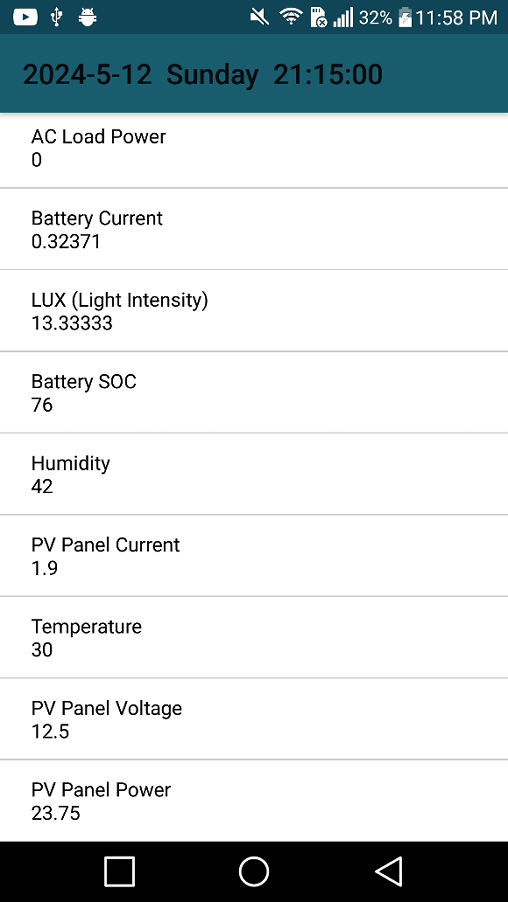 32% 11:58 PM
2024-5-12 Sunday 21:15:00
AC Load Power
0
Battery Current
0.32371
LUX (Light Intensity)
13.33333
Battery SOC
76
Humidity
42
PV Panel Current
1.9
Temperature
30
PV Panel Voltage
12.5
PV Panel Power
23.75